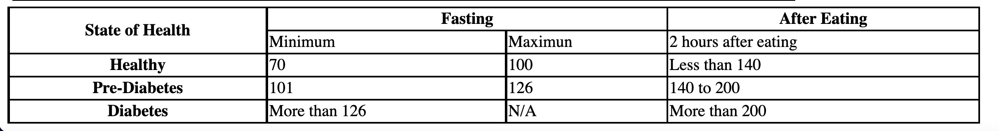 State of Health
Fasting
After Eating
Minimum
Maximun
2 hours after eating
Healthy
70
100
Less than 140
Pre-Diabetes
101
126
140 to 200
Diabetes
More than 126
N/A
More than 200